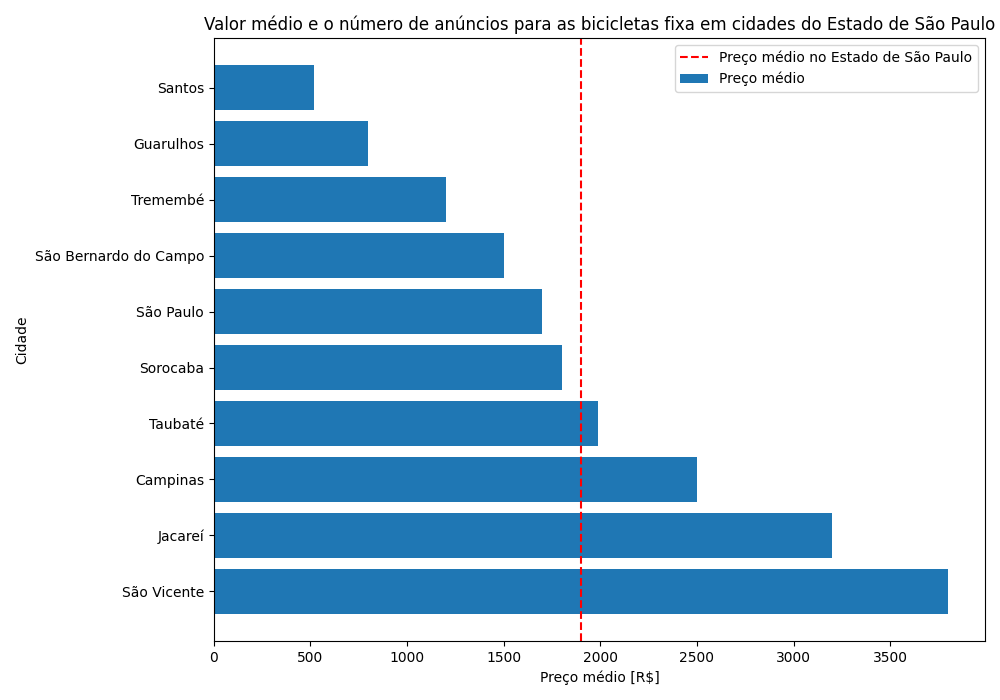 Valor médio e o número de anúncios para as bicicletas fixa em cidades do Estado de São Paulo
Preço médio no Estado de São Paulo
Preço médio
Cidade
Santos
Guarulhos
Tremembé
São Bernardo do Campo
São Paulo
Sorocaba
Taubaté
Campinas
Jacareí
São Vicente
0 500 1000 1500 2000 2500 3000 3500
Preço médio [R$]